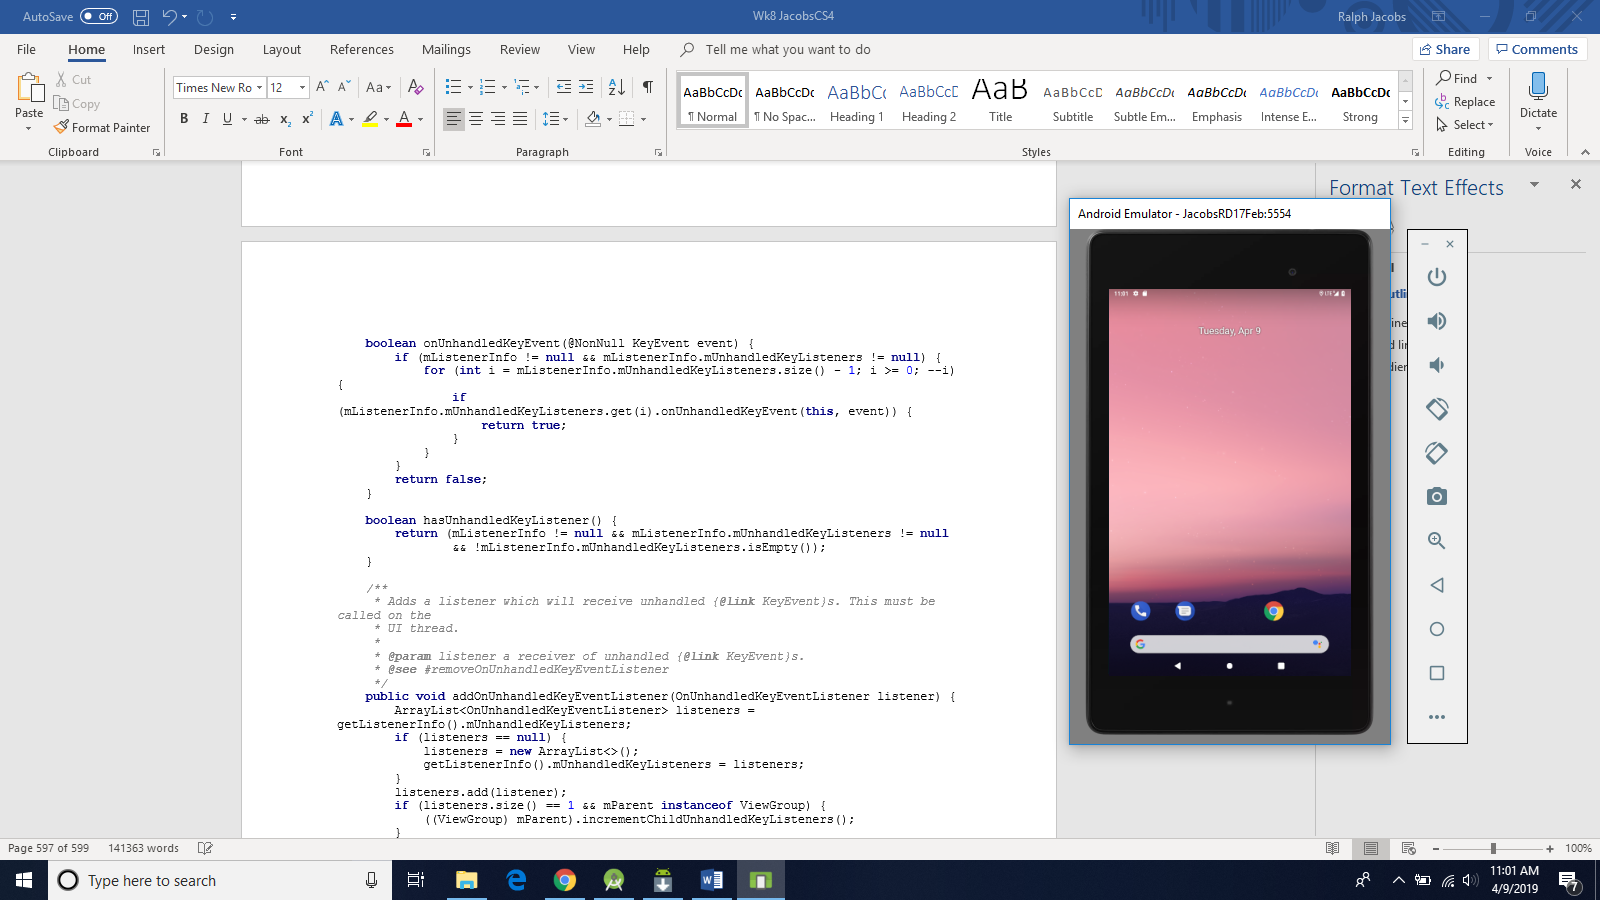 AutoSave Off
Wk8 JacobsCS4
Ralph Jacobs
File Home Insert Design Layout References Mailings Review View Help Tell me what you want to do
Share Comments
Paste
Cut
Copy
Format Painter
Clipboard
Times New Ro 12
Font
Paragraph
AaBbCcDc AaBbCcDc AaBbCc AaBbCcD AaB AaBbCcD AaBbCcDc AaBbCcDc AaBbCcDc AaBbCcDc
¶ Normal ¶ No Spac... Heading 1 Heading 2 Title Subtitle Subtle Em... Emphasis Intense E... Strong
Styles
Find
Replace
Select
Editing
Dictate
Voice
Format Text Effects
boolean onUnhandledKeyEvent(@NonNull KeyEvent event) {
if (mListenerInfo != null && mListenerInfo.mUnhandledKeyListeners != null) {
for (int i = mListenerInfo.mUnhandledKeyListeners.size() - 1; i >= 0; --i)
{
if
(mListenerInfo.mUnhandledKeyListeners.get(i).onUnhandledKeyEvent(this, event)) {
return true;
}
}
}
return false;
}
boolean hasUnhandledKeyListener() {
return (mListenerInfo != null && mListenerInfo.mUnhandledKeyListeners != null
&& !mListenerInfo.mUnhandledKeyListeners.isEmpty());
}
/**
* Adds a listener which will receive unhandled {@link KeyEvent}s. This must be
called on the
* UI thread.
*
* @param listener a receiver of unhandled {@link KeyEvent}s.
* @see #removeOnUnhandledKeyEventListener
*/
public void addOnUnhandledKeyEventListener(OnUnhandledKeyEventListener listener) {
ArrayList<OnUnhandledKeyEventListener> listeners =
getListenerInfo().mUnhandledKeyListeners;
if (listeners == null) {
listeners = new ArrayList<>();
getListenerInfo().mUnhandledKeyListeners = listeners;
}
listeners.add(listener);
if (listeners.size() == 1 && mParent instanceof ViewGroup) {
((ViewGroup) mParent).incrementChildUnhandledKeyListeners();
}
Android Emulator - JacobsRD17Feb:5554
11:01
LTE
Tuesday, Apr 9
Page 597 of 599 141363 words
100%
Type here to search
11:01 AM
4/9/2019
7